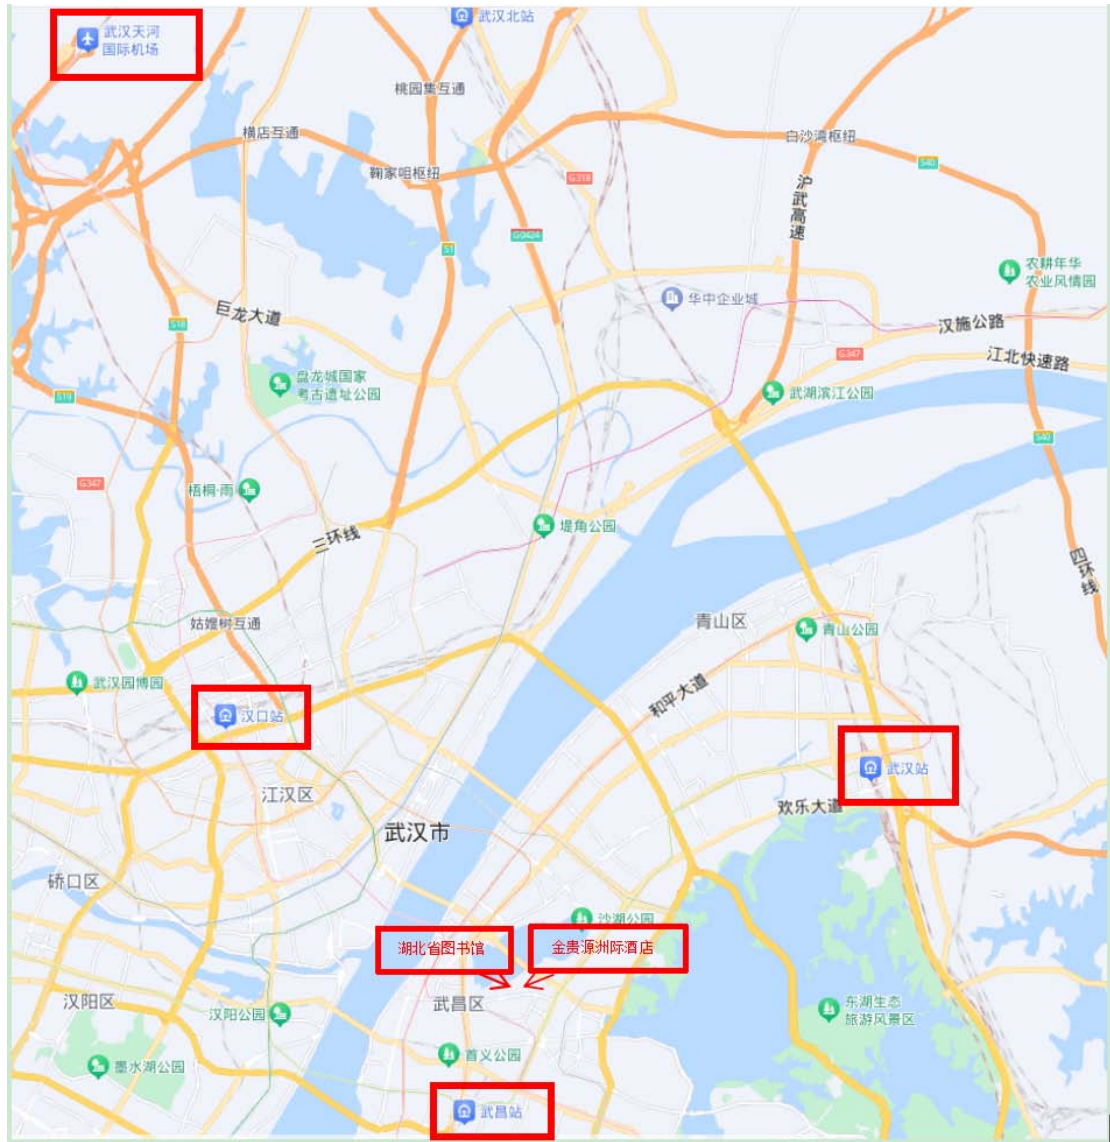 武汉天河
国际机场
武汉北站
桃园集互通
横店互通
白沙湾枢纽
鞠家咀枢纽
S40
G318
沪武高速
G0424
S1
农耕年华
农业风情园
华中企业城
巨龙大道
S18
汉施公路
G347
江北快速路
盘龙城国家
考古遗址公园
S19
武湖滨江公园
S40
G347
梧桐·雨
堤角公园
三环线
四环线
姑嫂树互通
青山区
青山公园
武汉园博园
和平大道
汉口站
武汉站
江汉区
欢乐大道
武汉市
硚口区
沙湖公园
湖北省图书馆
金贵源洲际酒店
汉阳区
武昌区
汉阳公园
东湖生态
旅游风景区
首义公园
墨水湖公园
武昌站